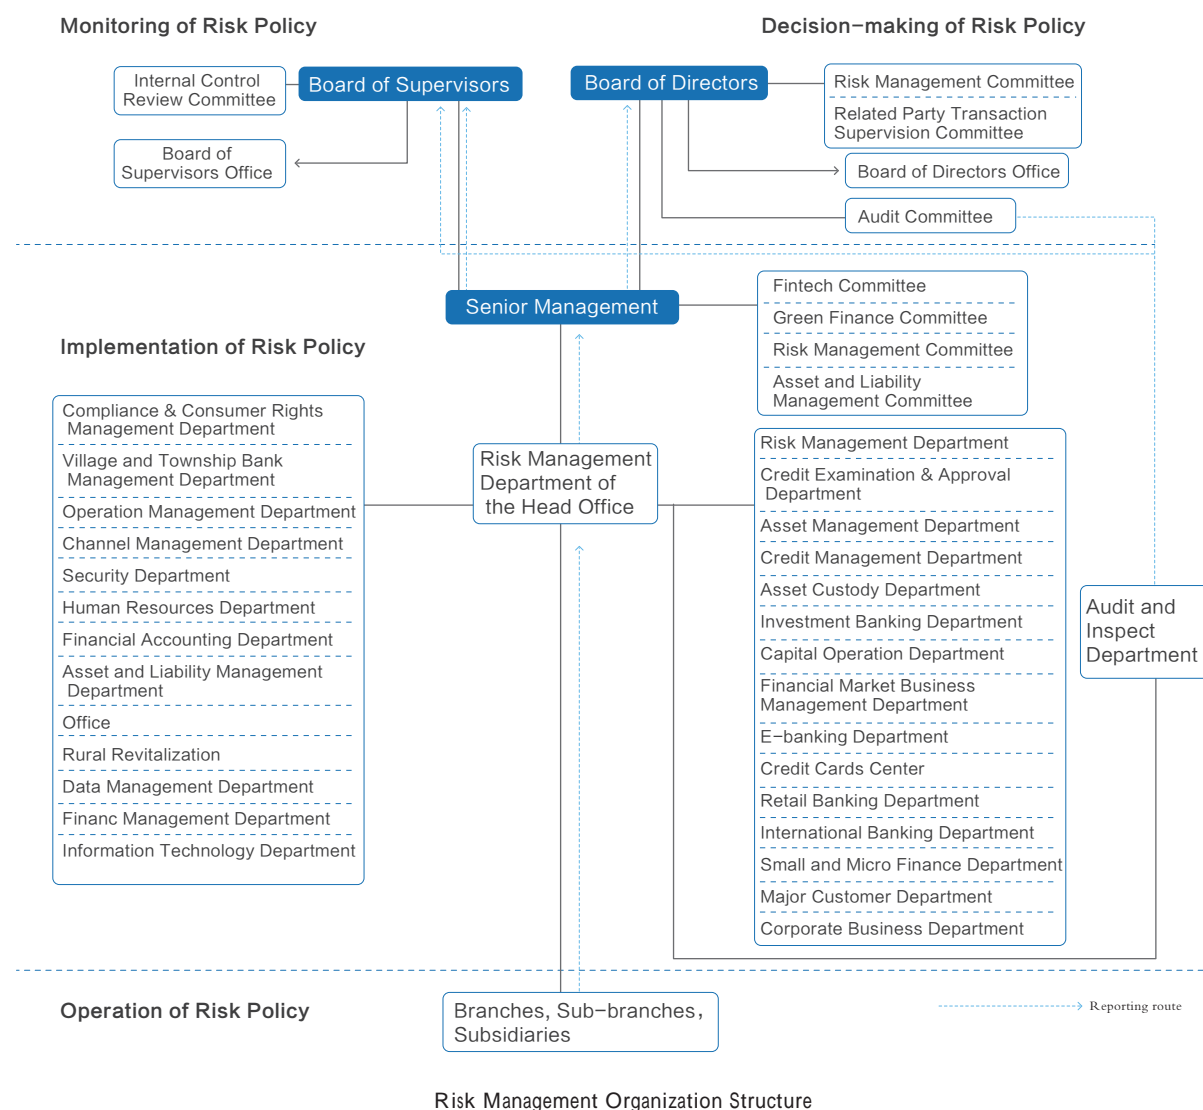 Monitoring of Risk Policy
Decision-making of Risk Policy
Internal Control
Review Committee
Board of Supervisors
Board of Directors
Risk Management Committee
Related Party Transaction
Supervision Committee
Board of
Supervisors Office
Board of Directors Office
Audit Committee
Senior Management
Fintech Committee
Green Finance Committee
Risk Management Committee
Asset and Liability
Management Committee
Implementation of Risk Policy
Compliance & Consumer Rights
Management Department
Village and Township Bank
Management Department
Operation Management Department
Channel Management Department
Security Department
Human Resources Department
Financial Accounting Department
Asset and Liability Management
Department
Office
Rural Revitalization
Data Management Department
Financ Management Department
Information Technology Department
Risk Management
Department of
the Head Office
Risk Management Department
Credit Examination & Approval
Department
Asset Management Department
Credit Management Department
Asset Custody Department
Investment Banking Department
Capital Operation Department
Financial Market Business
Management Department
E-banking Department
Credit Cards Center
Retail Banking Department
International Banking Department
Small and Micro Finance Department
Major Customer Department
Corporate Business Department
Audit and
Inspect
Department
Operation of Risk Policy
Branches, Sub-branches,
Subsidiaries
Reporting route
Risk Management Organization Structure